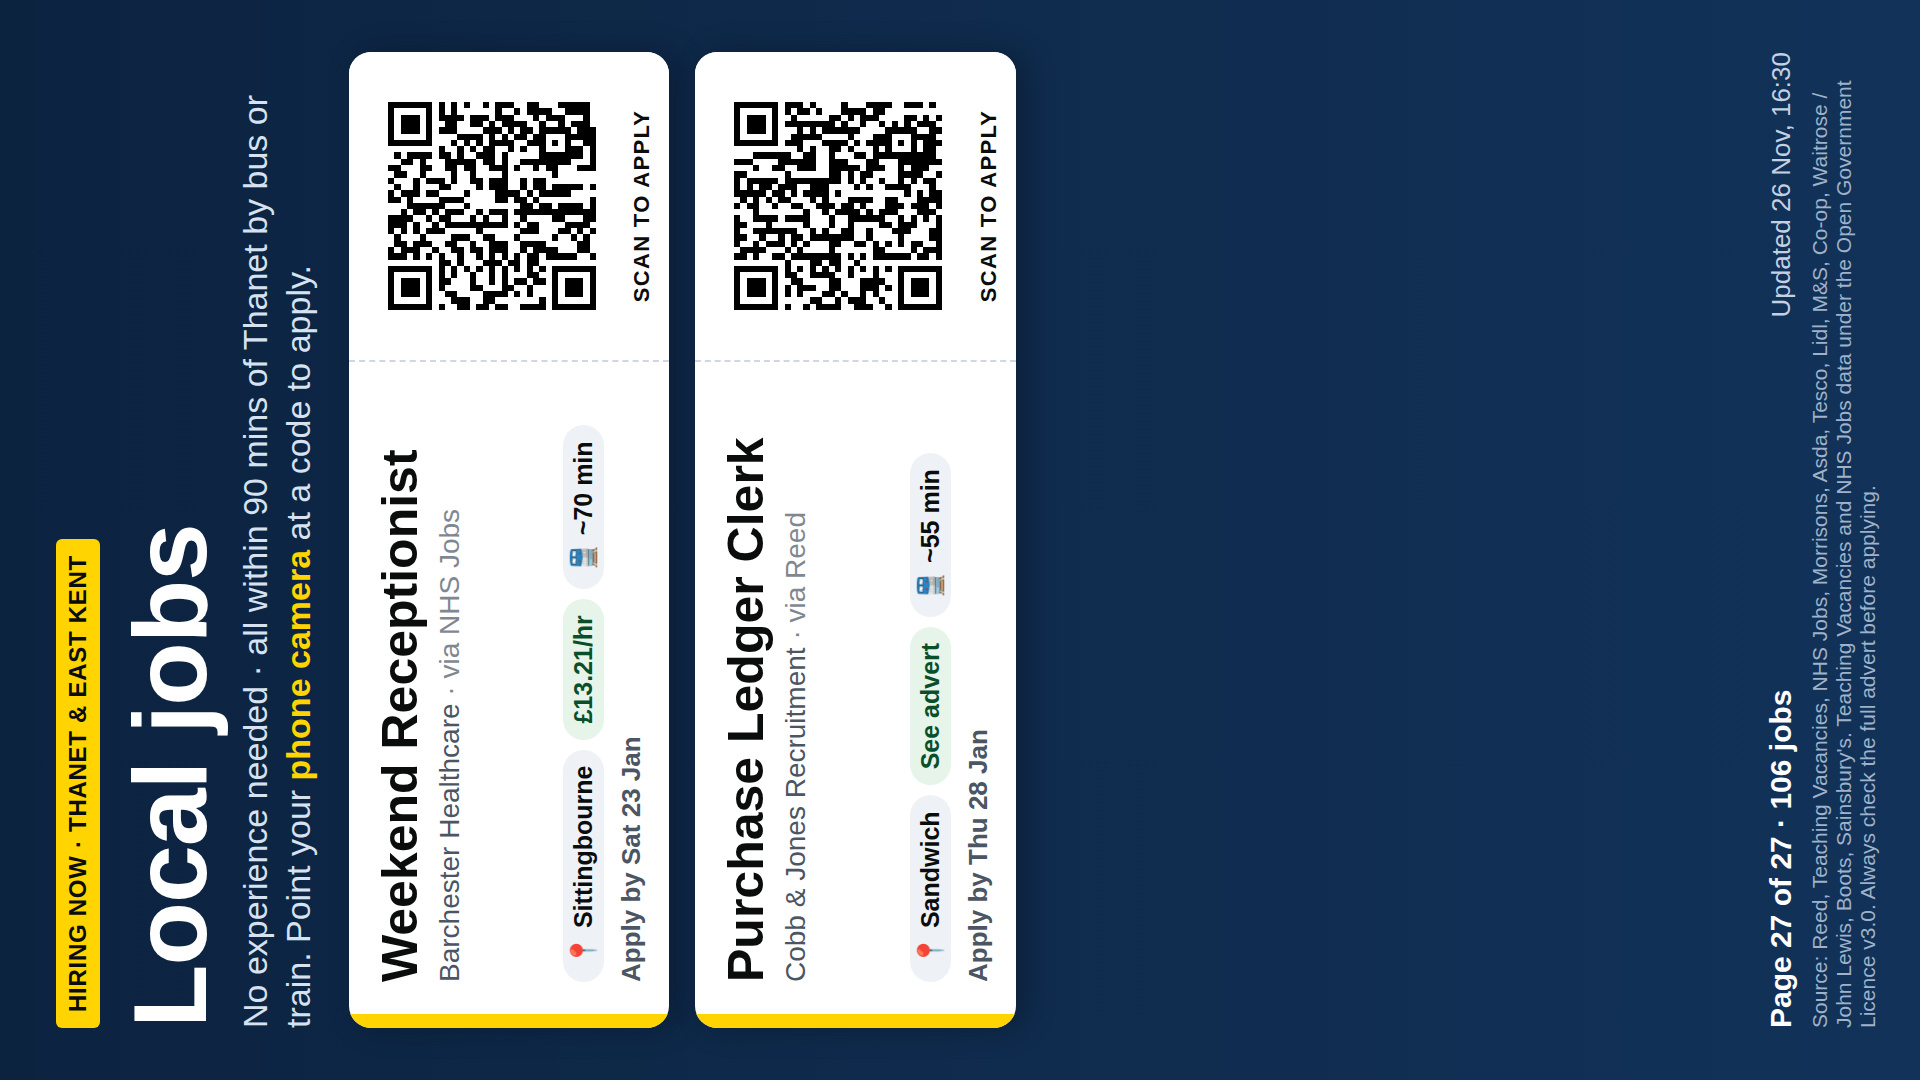 HIRING NOW · THANET & EAST KENT
Local jobs
No experience needed · all within 90 mins of Thanet by bus or
train. Point your phone camera at a code to apply.
Weekend Receptionist
Barchester Healthcare · via NHS Jobs
📍 Sittingbourne £13.21/hr 🚆 ~70 min
Apply by Sat 23 Jan
SCAN TO APPLY
Purchase Ledger Clerk
Cobb & Jones Recruitment · via Reed
📍 Sandwich See advert 🚆 ~55 min
Apply by Thu 28 Jan
SCAN TO APPLY
Page 27 of 27 · 106 jobs
Updated 26 Nov, 16:30
Source: Reed, Teaching Vacancies, NHS Jobs, Morrisons, Asda, Tesco, Lidl, M&S, Co-op, Waitrose /
John Lewis, Boots, Sainsbury's. Teaching Vacancies and NHS Jobs data under the Open Government
Licence v3.0. Always check the full advert before applying.